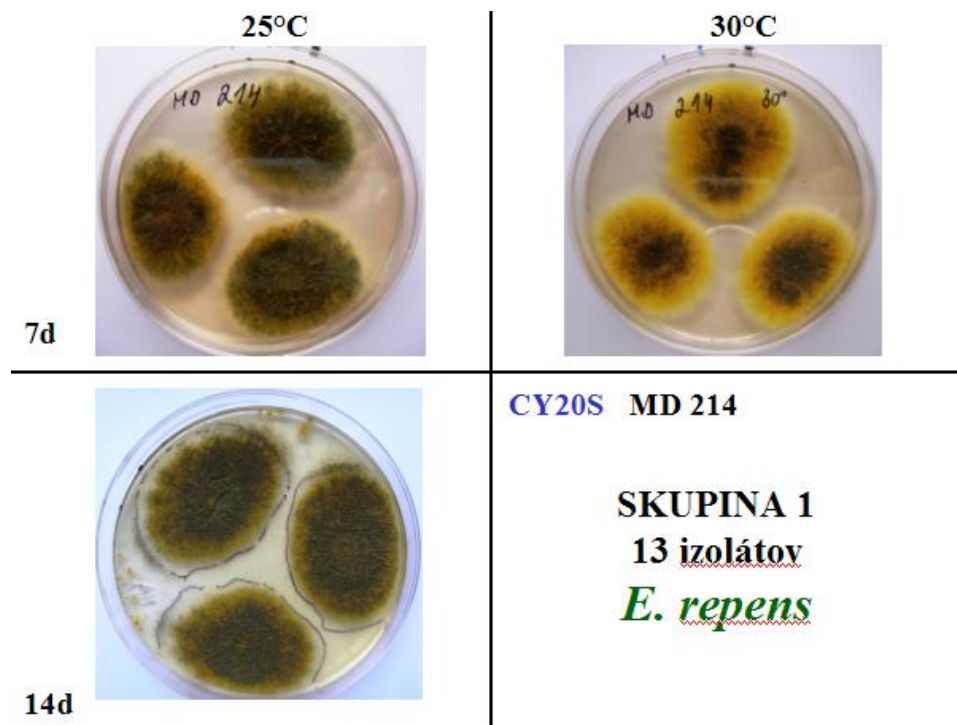 25°C
30°C
MD 214
MD 214 30°
7d
CY20S MD 214
SKUPINA 1
13 izolátov
E. repens
14d